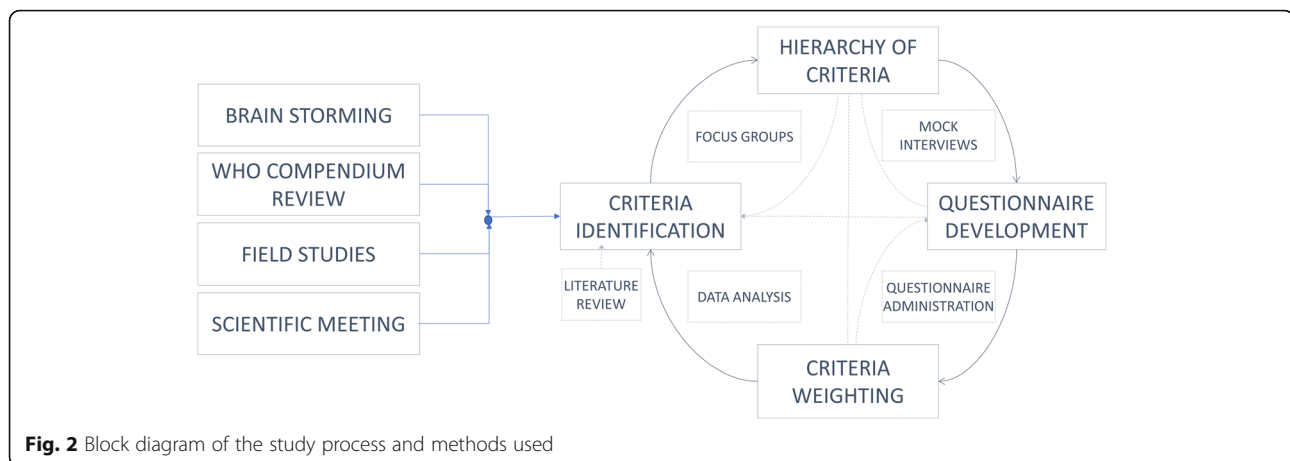 BRAIN STORMING
WHO COMPENDIUM
REVIEW
FIELD STUDIES
SCIENTIFIC MEETING
HIERARCHY OF
CRITERIA
FOCUS GROUPS
MOCK
INTERVIEWS
CRITERIA
IDENTIFICATION
QUESTIONNAIRE
DEVELOPMENT
LITERATURE
REVIEW
DATA ANALYSIS
QUESTIONNAIRE
ADMINISTRATION
CRITERIA
WEIGHTING
Fig. 2 Block diagram of the study process and methods used